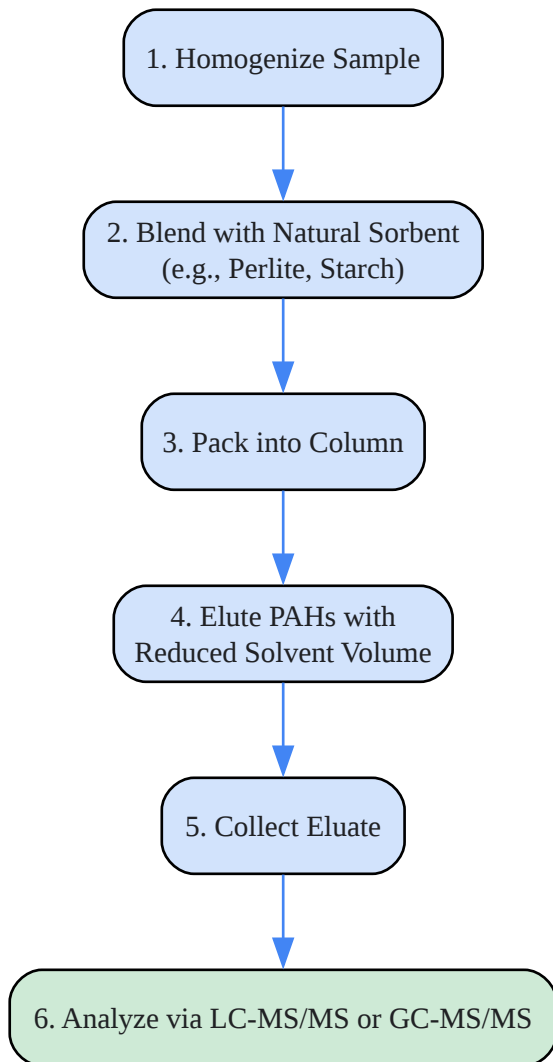 1. Homogenize Sample
2. Blend with Natural Sorbent
(e.g., Perlite, Starch)
3. Pack into Column
4. Elute PAHs with
Reduced Solvent Volume
5. Collect Eluate
6. Analyze via LC-MS/MS or GC-MS/MS